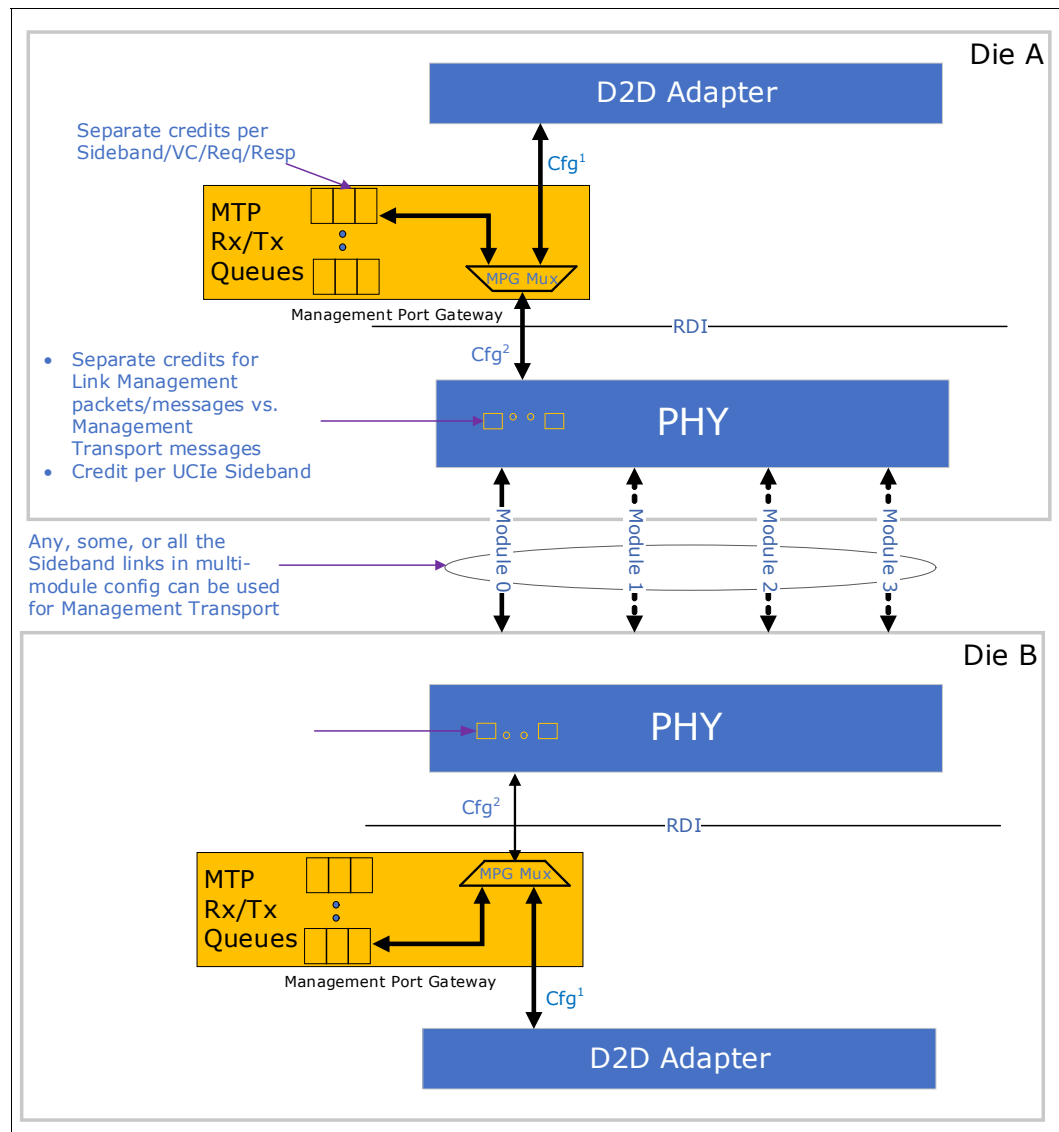 Die A
D2D Adapter
Separate credits per
Sideband/VC/Req/Resp
Cfg1
MTP
Rx/Tx
Queues
MPG Mux
Management Port Gateway
RDI
Cfg2
• Separate credits for
Link Management
packets/messages vs.
Management
Transport messages
• Credit per UCIe Sideband
PHY
Module 0
Module 1
Module 2
Module 3
Any, some, or all the
Sideband links in multi-
module config can be used
for Management Transport
Die B
PHY
Cfg2
RDI
MTP
Rx/Tx
Queues
MPG Mux
Management Port Gateway
Cfg1
D2D Adapter